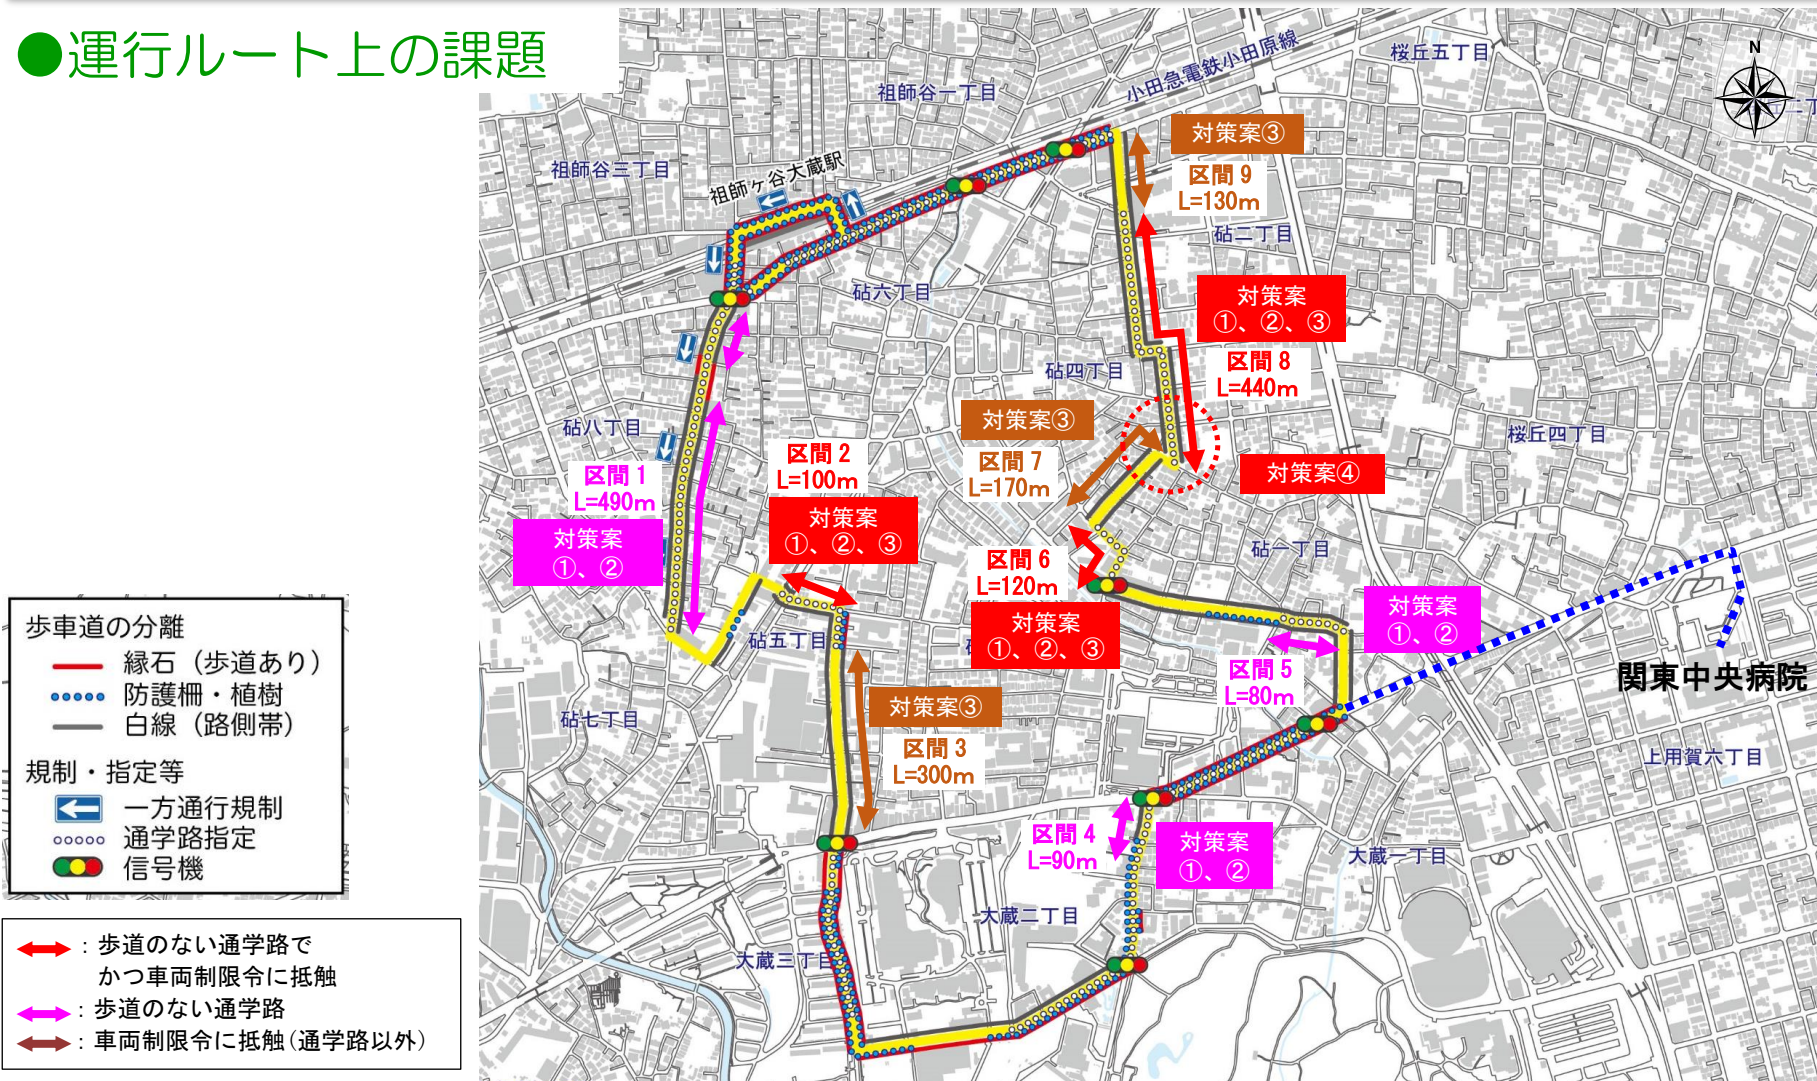 ●運行ルート上の課題
小田急電鉄小田原線
桜丘五丁目
N
祖師谷一丁目
祖師谷三丁目
祖師ヶ谷大蔵駅
対策案③
区間 9
L=130m
砧二丁目
砧六丁目
対策案
①、②、③
区間 8
L=440m
砧四丁目
対策案③
区間 7
L=170m
桜丘四丁目
対策案④
砧八丁目
区間 1
L=490m
対策案
①、②
区間 2
L=100m
対策案
①、②、③
砧一丁目
区間 6
L=120m
対策案
①、②、③
対策案
①、②
区間 5
L=80m
関東中央病院
砧五丁目
砧七丁目
対策案③
区間 3
L=300m
上用賀六丁目
区間 4
L=90m
対策案
①、②
大蔵一丁目
大蔵二丁目
大蔵三丁目
歩車道の分離
縁石（歩道あり）
防護柵・植樹
白線（路側帯）
規制・指定等
一方通行規制
通学路指定
信号機
：歩道のない通学路で
かつ車両制限令に抵触
：歩道のない通学路
：車両制限令に抵触（通学路以外）